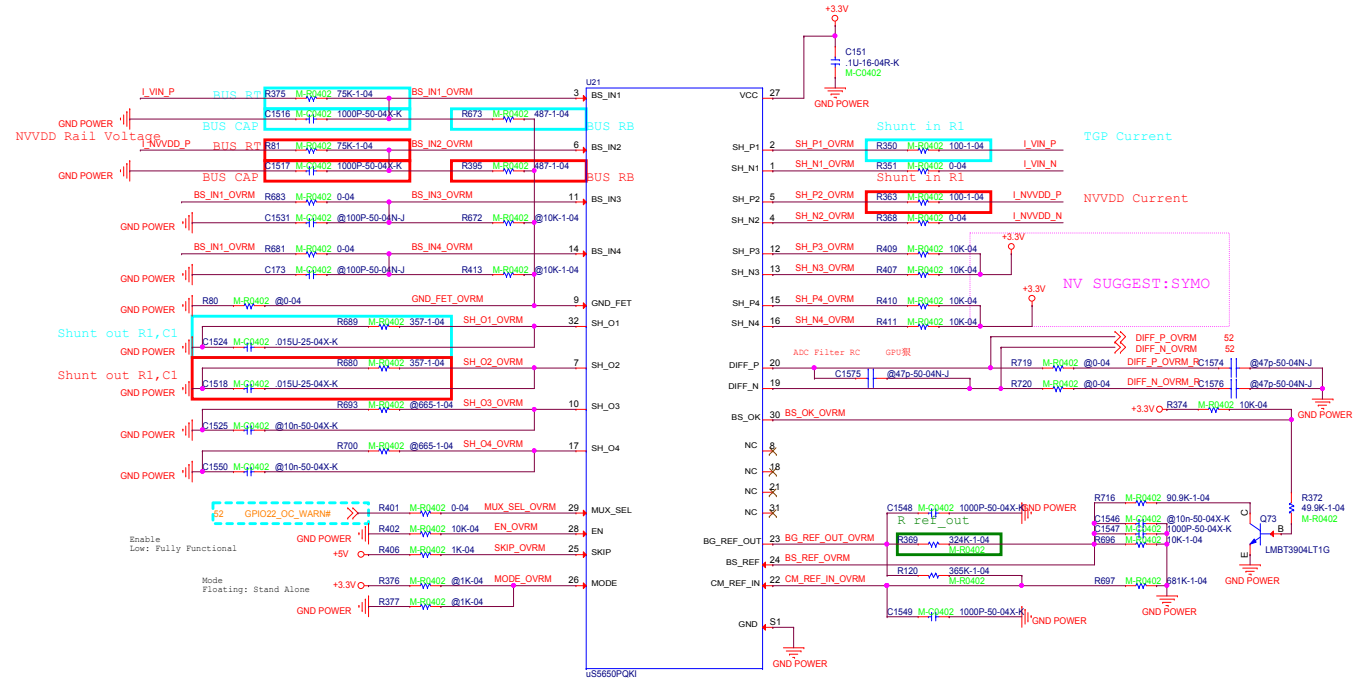 +3.3V
C151
.1U-16-04R-K
M-C0402
GND POWER
U21
I_VIN_P R375 M-R0402 75K-1-04 BS_IN1_OVRM 3 BS_IN1 VCC 27
BUS RT
C1516 M-C0402 1000P-50-04X-K R673 M-R0402 487-1-04
GND POWER BUS CAP BUS RB Shunt in R1 TGP Current
NVVDD Rail Voltage
I_NVVDD_P BUS RT R81 M-R0402 75K-1-04 BS_IN2_OVRM 6 BS_IN2 SH_P1 2 SH_P1_OVRM R350 M-R0402 100-1-04 I_VIN_P
C1517 M-C0402 1000P-50-04X-K R395 M-R0402 487-1-04 SH_N1 1 SH_N1_OVRM R351 M-R0402 0-04 I_VIN_N
GND POWER BUS CAP BUS RB Shunt in R1
BS_IN1_OVRM R683 M-R0402 0-04 BS_IN3_OVRM 11 BS_IN3 SH_P2 5 SH_P2_OVRM R363 M-R0402 100-1-04 I_NVVDD_P NVVDD Current
C1531 M-C0402 @100P-50-04N-J R672 M-R0402 @10K-1-04 SH_N2 4 SH_N2_OVRM R368 M-R0402 0-04 I_NVVDD_N
GND POWER
BS_IN1_OVRM R681 M-R0402 0-04 BS_IN4_OVRM 14 BS_IN4 SH_P3 12 SH_P3_OVRM R409 M-R0402 10K-04 +3.3V
C173 M-C0402 @100P-50-04N-J R413 M-R0402 @10K-1-04 SH_N3 13 SH_N3_OVRM R407 M-R0402 10K-04
GND POWER NV SUGGEST:SYMO
+3.3V
R80 M-R0402 @0-04 GND_FET_OVRM 9 GND_FET SH_P4 15 SH_P4_OVRM R410 M-R0402 10K-04
GND POWER
R689 M-R0402 357-1-04 SH_O1_OVRM 32 SH_O1 SH_N4 16 SH_N4_OVRM R411 M-R0402 10K-04
Shunt out R1,C1
C1524 M-C0402 .015U-25-04X-K DIFF_P_OVRM 52
GND POWER DIFF_N_OVRM 52
ADC Filter RC GPU狠
R680 M-R0402 357-1-04 SH_O2_OVRM 7 SH_O2 DIFF_P 20 R719 M-R0402 @0-04 DIFF_P_OVRM_R C1574 M-C0402 @47p-50-04N-J
Shunt out R1,C1 C1575 M-C0402 @47p-50-04N-J
C1518 M-C0402 .015U-25-04X-K DIFF_N 19 R720 M-R0402 @0-04 DIFF_N_OVRM_R C1576 M-C0402 @47p-50-04N-J
GND POWER
R693 M-R0402 @665-1-04 SH_O3_OVRM 10 SH_O3 BS_OK 30 BS_OK_OVRM +3.3V R374 M-R0402 10K-04 GND POWER
C1525 M-C0402 @10n-50-04X-K
GND POWER
R700 M-R0402 @665-1-04 SH_O4_OVRM 17 SH_O4 NC 8
C1550 M-C0402 @10n-50-04X-K NC 18
GND POWER
NC 21
52 GPIO22_OC_WARN# R401 M-R0402 0-04 MUX_SEL_OVRM 29 MUX_SEL NC 31
R716 M-R0402 90.9K-1-04 R372 49.9K-1-04 M-R0402
C1548 M-C0402 1000P-50-04X-K GND POWER
R ref_out C1546 M-C0402 @10n-50-04X-K C Q73
R402 M-R0402 10K-04 EN_OVRM 28 EN C1547 M-C0402 1000P-50-04X-K B
GND POWER
Enable
Low: Fully Functional
BG_REF_OUT 23 BG_REF_OUT_OVRM R369 324K-1-04 M-R0402 R696 M-R0402 10K-1-04 LMBT3904LT1G
+5V R406 M-R0402 1K-04 SKIP_OVRM 25 SKIP E
BS_REF 24 BS_REF_OVRM GND POWER
R120 365K-1-04 M-R0402
Mode
Floating: Stand Alone
+3.3V R376 M-R0402 @1K-04 MODE_OVRM 26 MODE CM_REF_IN 22 CM_REF_IN_OVRM R697 M-R0402 681K-1-04
R377 M-R0402 @1K-04
GND POWER C1549 M-C0402 1000P-50-04X-K GND POWER
GND POWER
GND S1
GND POWER
uS5650PQKI